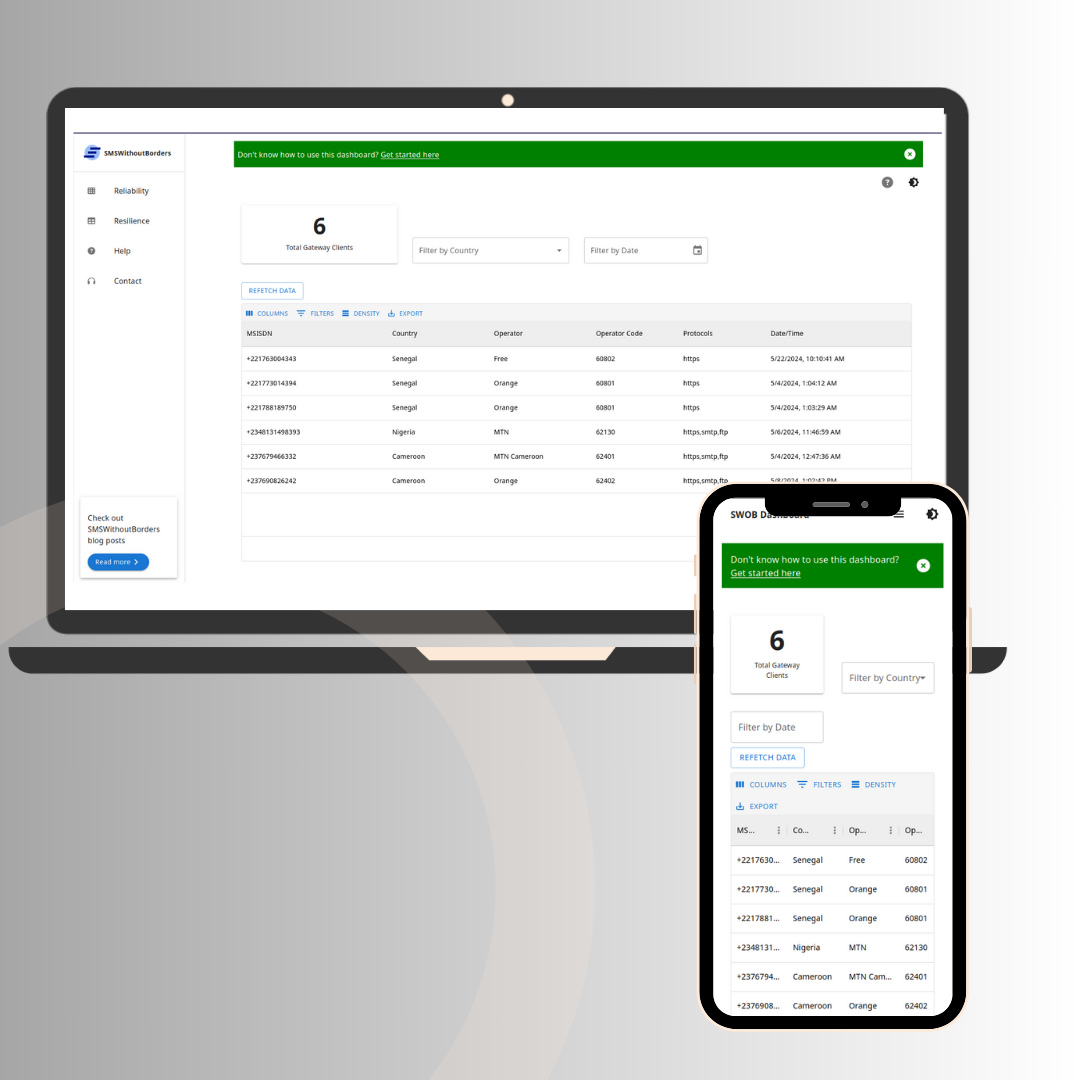 SMSWithoutBorders
Don't know how to use this dashboard? Get started here
Reliability
Resilience
Help
Contact
6
Total Gateway Clients
Filter by Country
Filter by Date
REFETCH DATA
COLUMNS FILTERS DENSITY EXPORT
MSISDN Country Operator Operator Code Protocols Date/Time
+221763004343 Senegal Free 60802 https 5/22/2024, 10:10:41 AM
+221773014394 Senegal Orange 60801 https 5/4/2024, 1:04:12 AM
+221788189750 Senegal Orange 60801 https 5/4/2024, 1:03:29 AM
+2348131498393 Nigeria MTN 62130 https,smtp,ftp 5/6/2024, 11:46:59 AM
+237679466332 Cameroon MTN Cameroon 62401 https,smtp,ftp 5/4/2024, 12:47:36 AM
+237690826242 Cameroon Orange 62402 https,smtp,ftp
Check out
SMSWithoutBorders
blog posts
Read more
SWOB Dashboard
Don't know how to use this dashboard?
Get started here
6
Total Gateway
Clients
Filter by Country
Filter by Date
REFETCH DATA
COLUMNS FILTERS DENSITY
EXPORT
MS... Co... Op... Op...
+2217630... Senegal Free 60802
+2217730... Senegal Orange 60801
+2217881... Senegal Orange 60801
+2348131... Nigeria MTN 62130
+2376794... Cameroon MTN Cam... 62401
+2376908... Cameroon Orange 62402